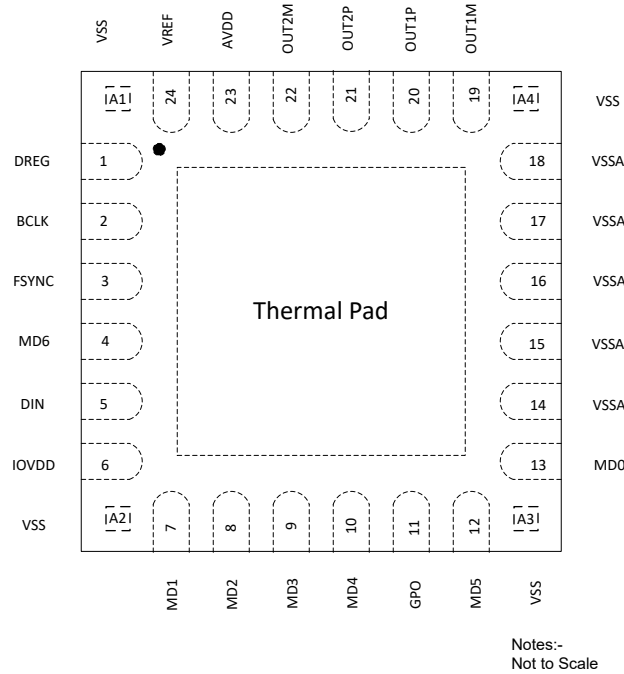 VSS
VREF
AVDD
OUT2M
OUT2P
OUT1P
OUT1M
A1
24
23
22
21
20
19
A4
VSS
DREG
1
18
VSSA
BCLK
2
17
VSSA
FSYNC
3
16
VSSA
Thermal Pad
MD6
4
15
VSSA
DIN
5
14
VSSA
IOVDD
6
13
MD0
VSS
A2
7
8
9
10
11
12
A3
MD1
MD2
MD3
MD4
GPO
MD5
VSS
Notes:-
Not to Scale